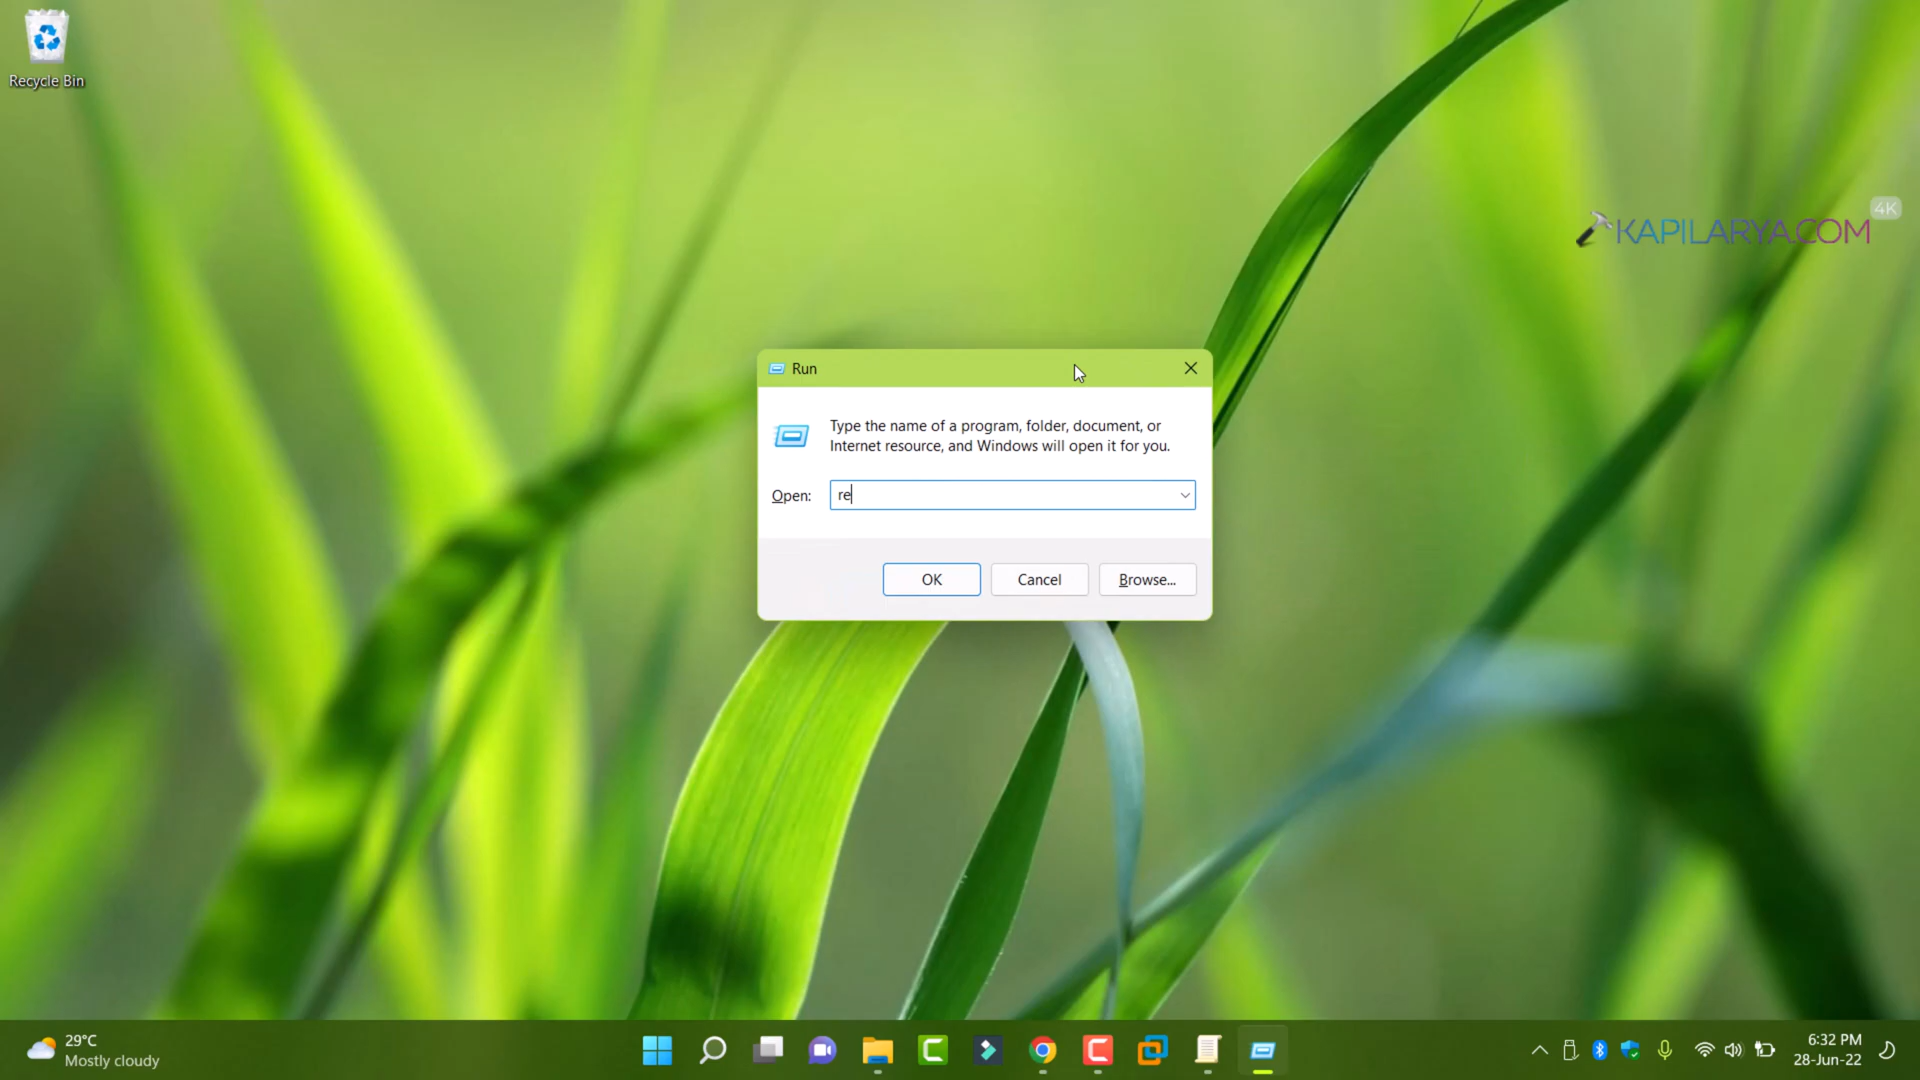 Recycle Bin
4K
KAPILARYA.COM
Run
Type the name of a program, folder, document, or
Internet resource, and Windows will open it for you.
Open: re
OK Cancel Browse...
29°C
Mostly cloudy
6:32 PM
28-Jun-22